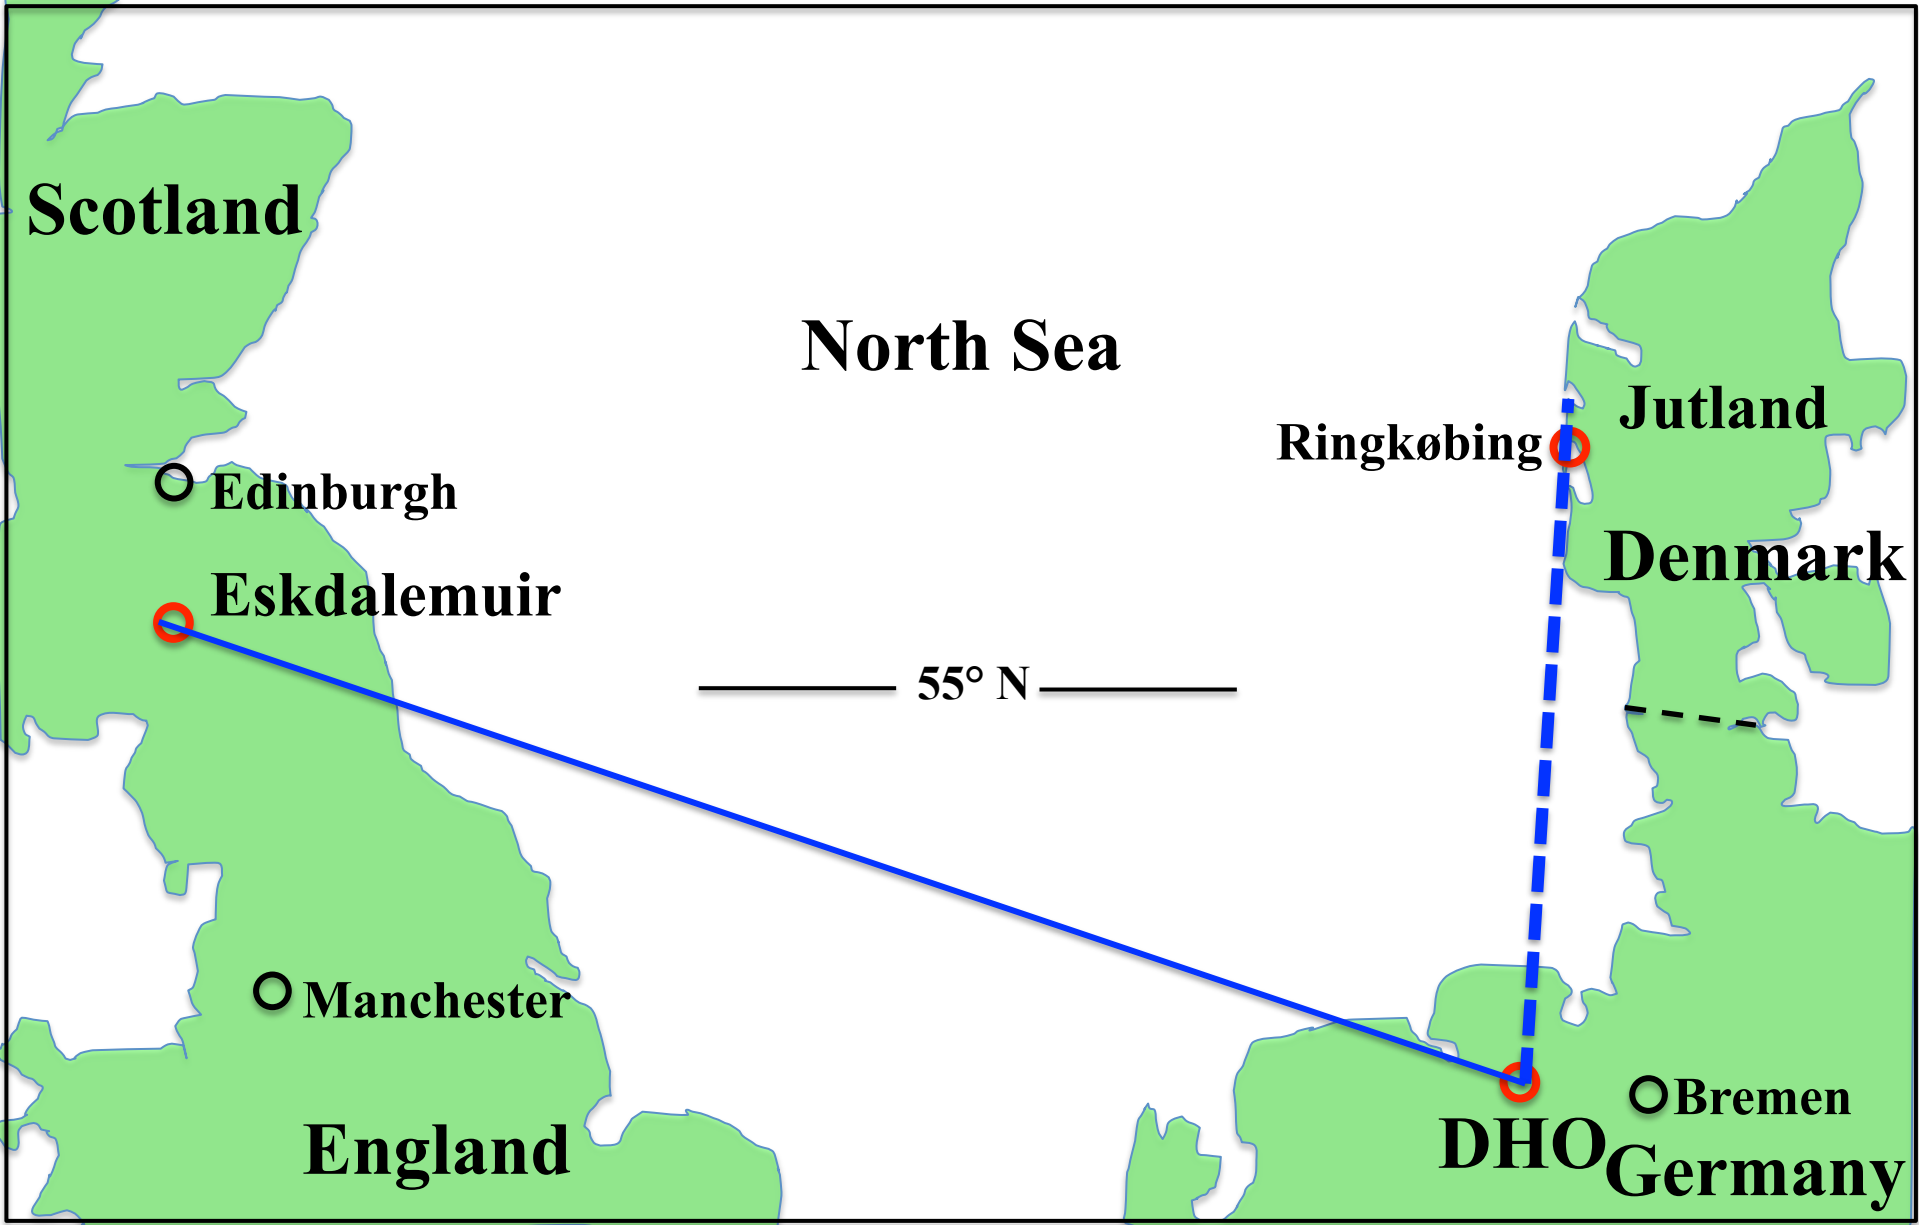 Scotland
North Sea
Jutland
Ringkøbing
Edinburgh
Denmark
Eskdalemuir
55° N
Manchester
Bremen
DHO
England
Germany